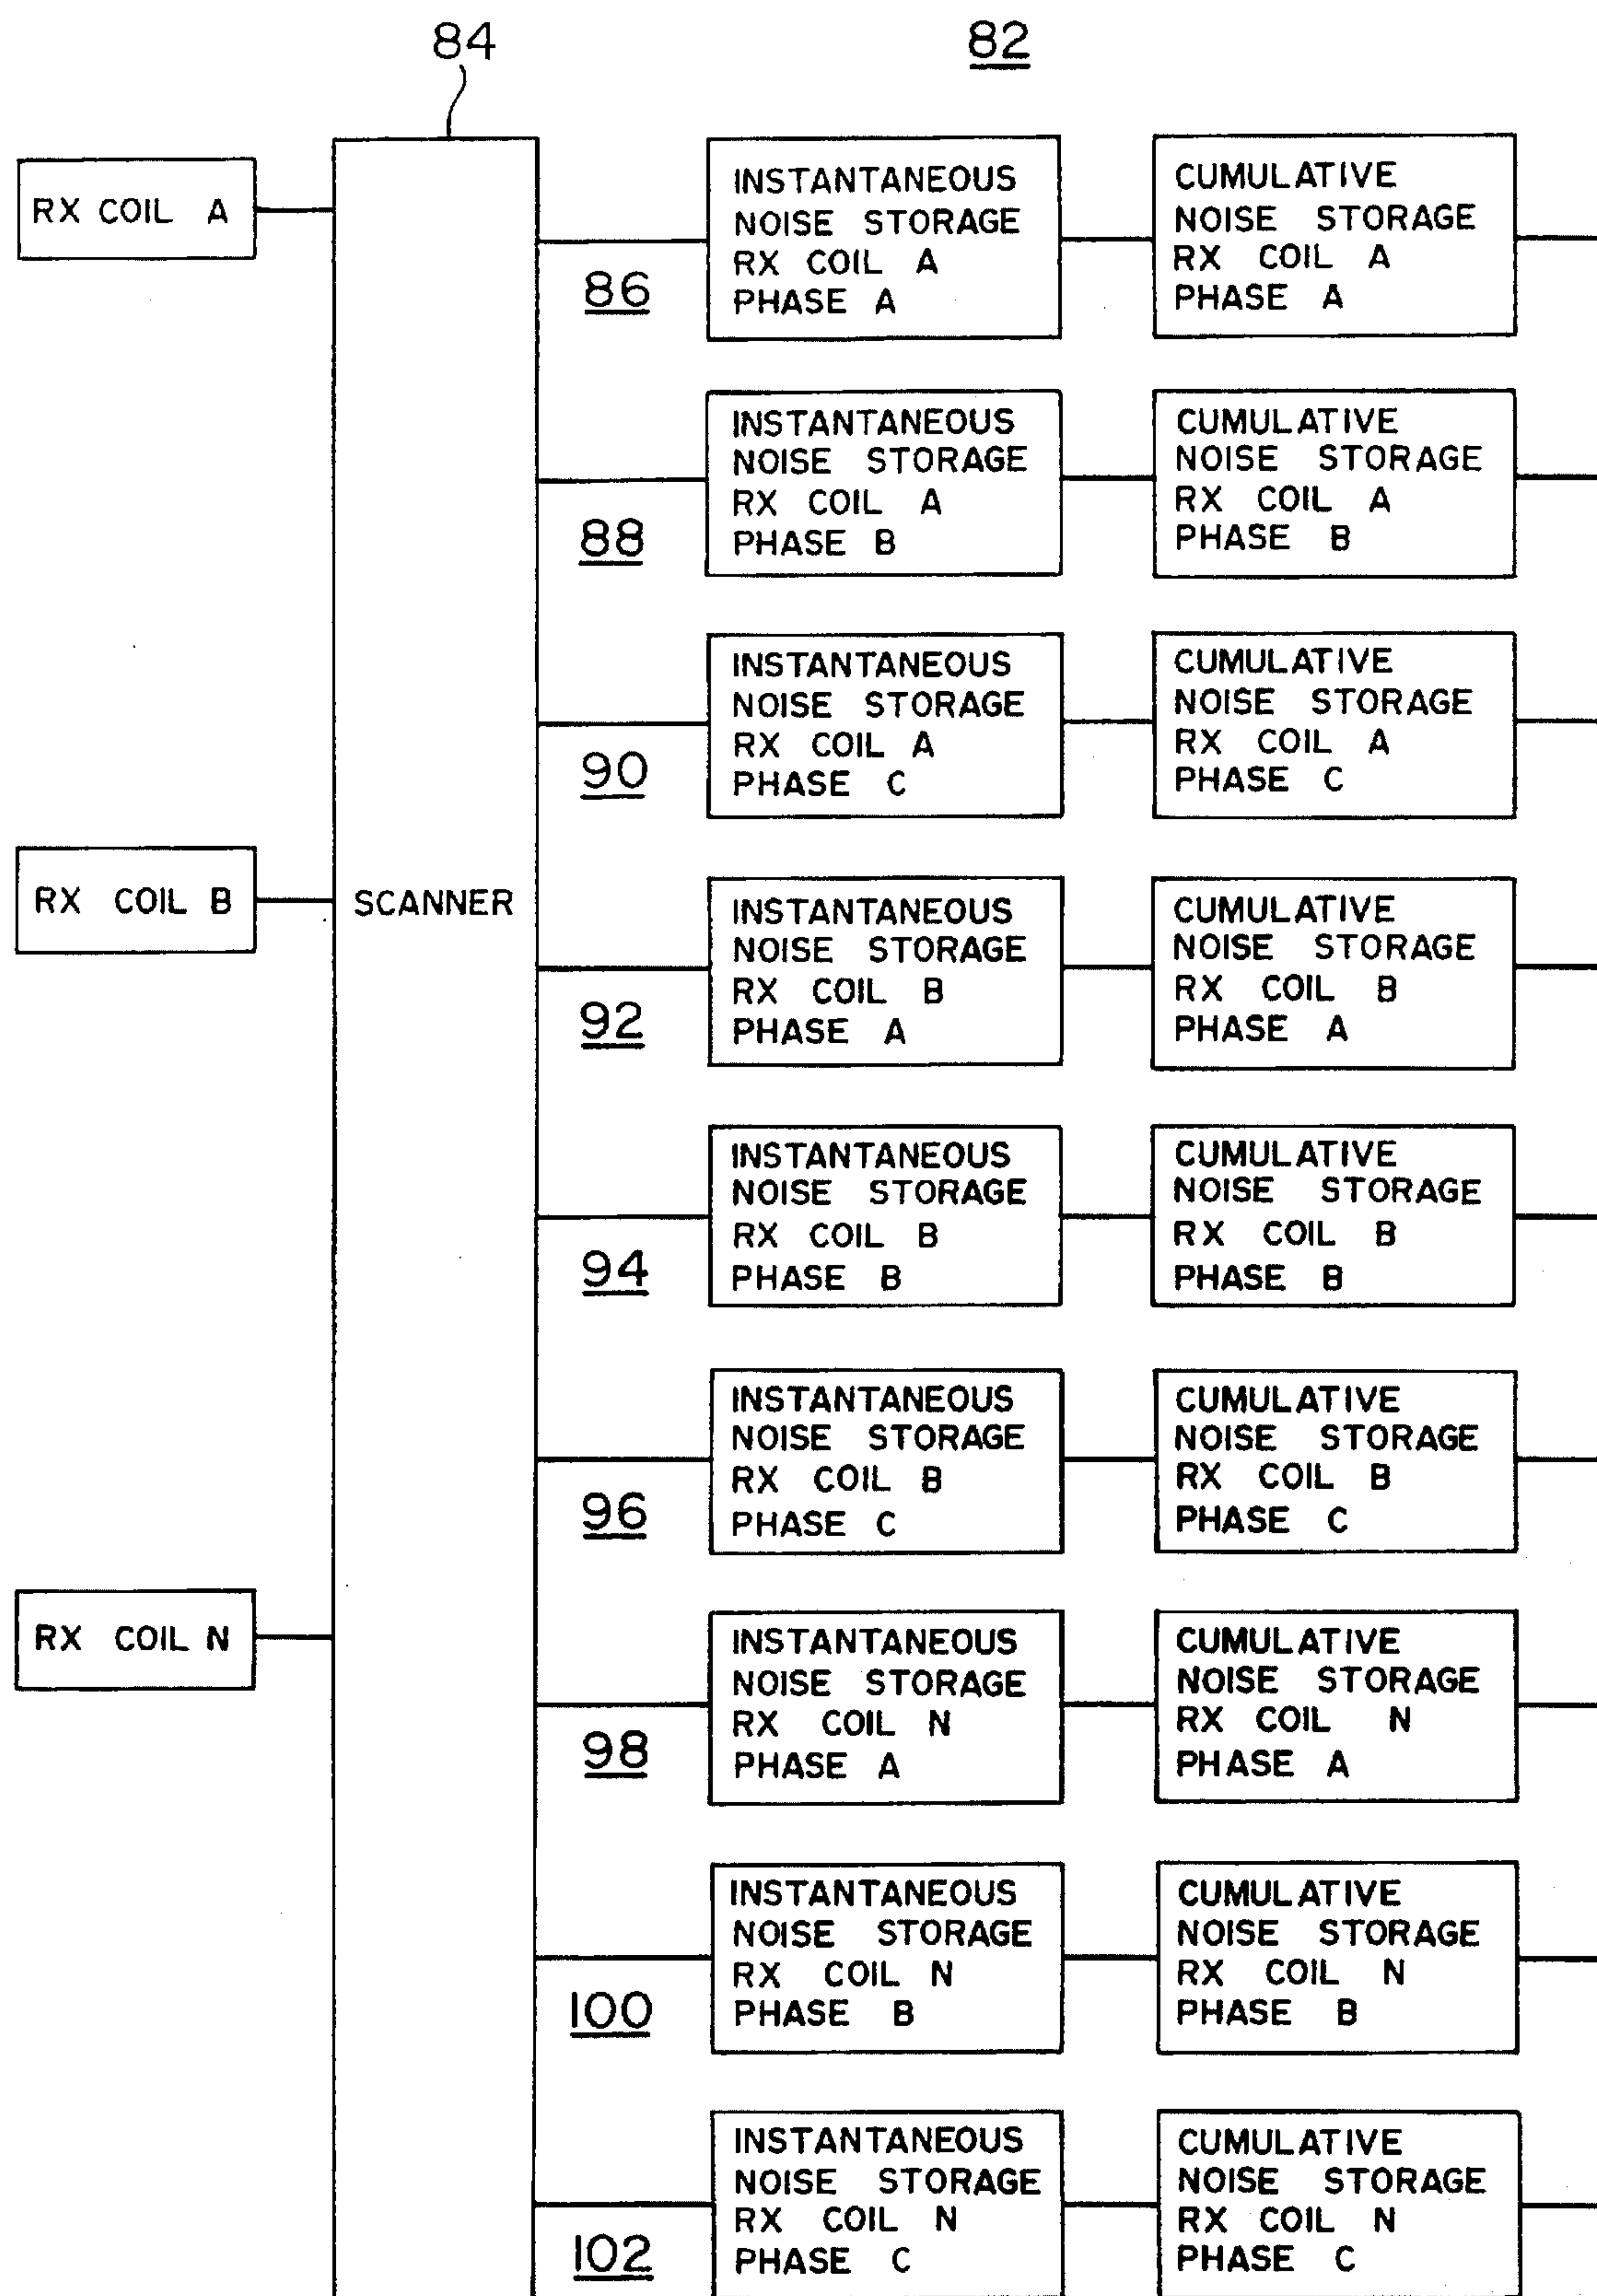 84
82
RX COIL A
INSTANTANEOUS
NOISE STORAGE
RX COIL A
PHASE A
CUMULATIVE
NOISE STORAGE
RX COIL A
PHASE A
86
INSTANTANEOUS
NOISE STORAGE
RX COIL A
PHASE B
CUMULATIVE
NOISE STORAGE
RX COIL A
PHASE B
88
INSTANTANEOUS
NOISE STORAGE
RX COIL A
PHASE C
CUMULATIVE
NOISE STORAGE
RX COIL A
PHASE C
90
RX COIL B
SCANNER
INSTANTANEOUS
NOISE STORAGE
RX COIL B
PHASE A
CUMULATIVE
NOISE STORAGE
RX COIL B
PHASE A
92
INSTANTANEOUS
NOISE STORAGE
RX COIL B
PHASE B
CUMULATIVE
NOISE STORAGE
RX COIL B
PHASE B
94
INSTANTANEOUS
NOISE STORAGE
RX COIL B
PHASE C
CUMULATIVE
NOISE STORAGE
RX COIL B
PHASE C
96
RX COIL N
INSTANTANEOUS
NOISE STORAGE
RX COIL N
PHASE A
CUMULATIVE
NOISE STORAGE
RX COIL N
PHASE A
98
INSTANTANEOUS
NOISE STORAGE
RX COIL N
PHASE B
CUMULATIVE
NOISE STORAGE
RX COIL N
PHASE B
100
INSTANTANEOUS
NOISE STORAGE
RX COIL N
PHASE C
CUMULATIVE
NOISE STORAGE
RX COIL N
PHASE C
102